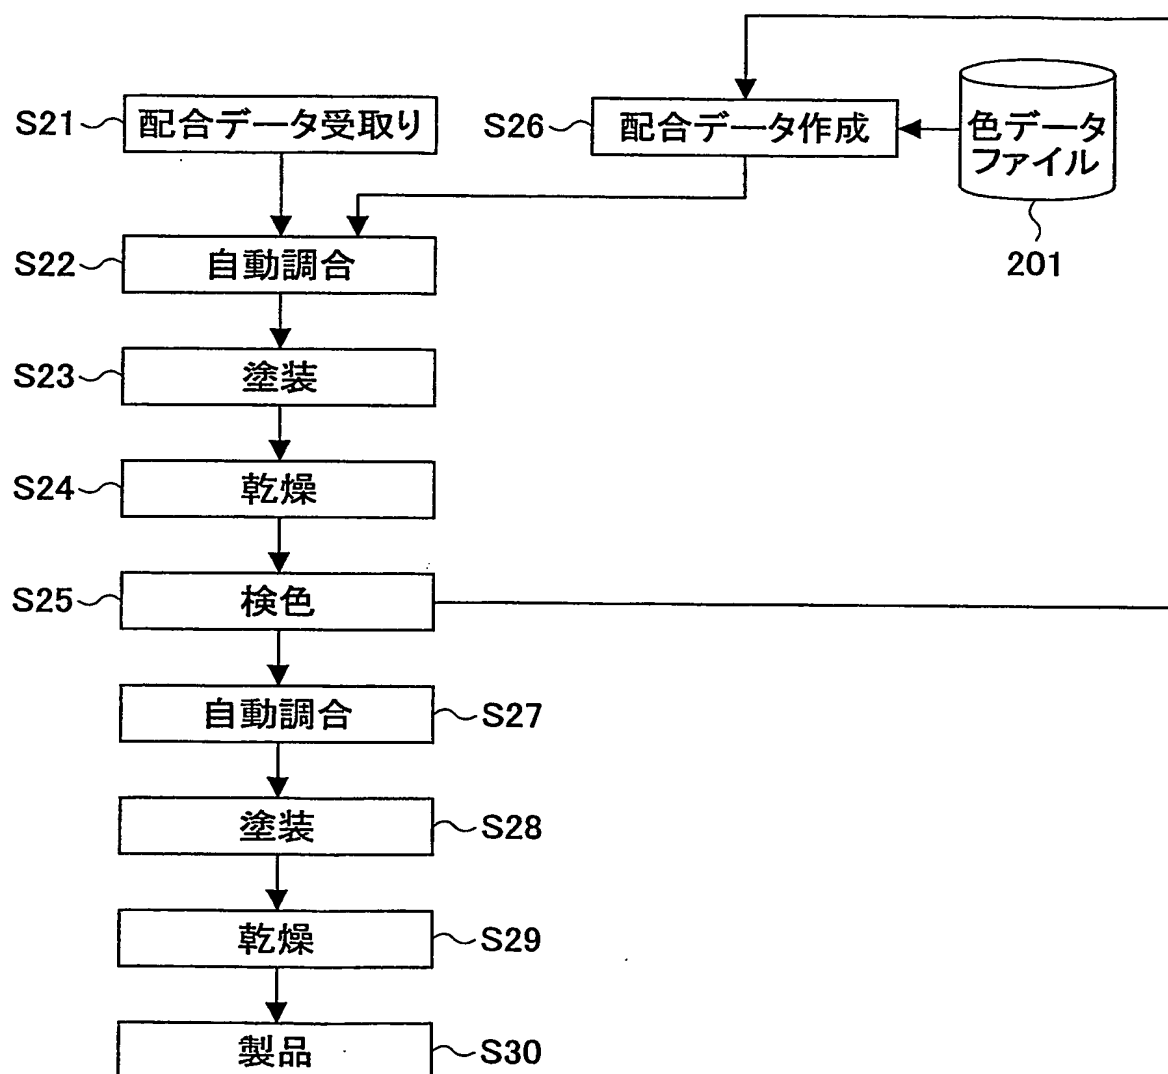 S21 配合データ受取り
S26 配合データ作成
色データ
ファイル
201
S22 自動調合
S23 塗装
S24 乾燥
S25 検色
自動調合 S27
塗装 S28
乾燥 S29
製品 S30